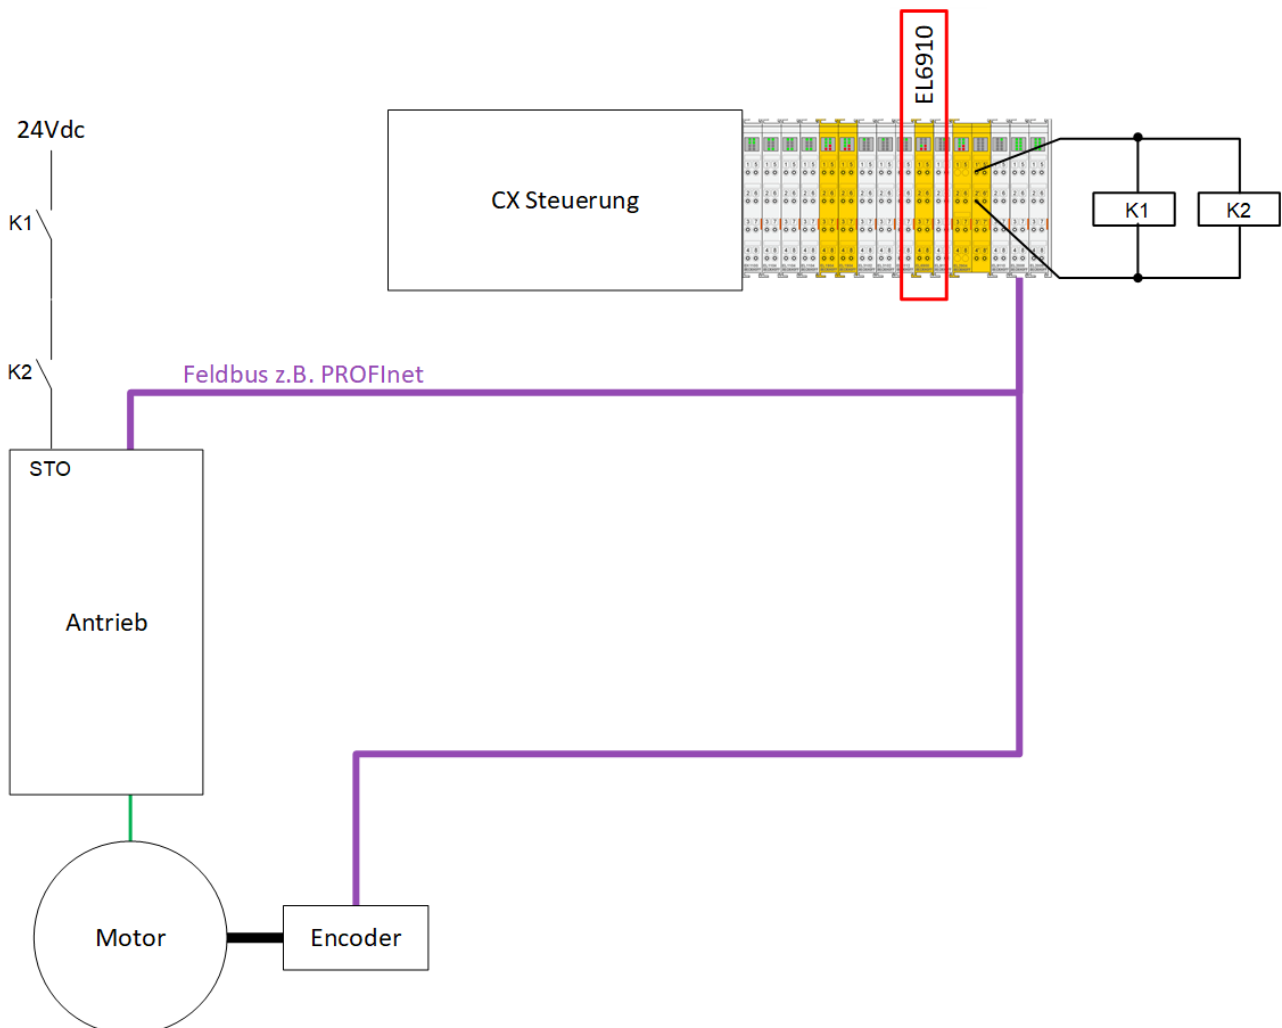 EL6910
24Vdc
CX Steuerung
K1
K2
K1
K2
Feldbus z.B. PROFInet
STO
Antrieb
Motor
Encoder